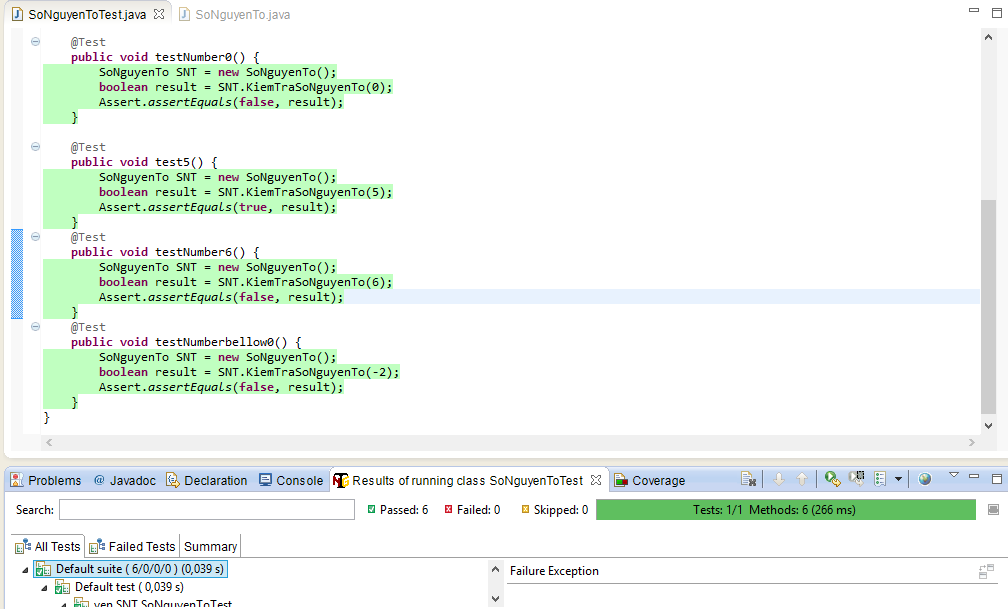 SoNguyenToTest.java SoNguyenTo.java
@Test
public void testNumber0() {
SoNguyenTo SNT = new SoNguyenTo();
boolean result = SNT.KiemTraSoNguyenTo(0);
Assert.assertEquals(false, result);
}
@Test
public void test5() {
SoNguyenTo SNT = new SoNguyenTo();
boolean result = SNT.KiemTraSoNguyenTo(5);
Assert.assertEquals(true, result);
}
@Test
public void testNumber6() {
SoNguyenTo SNT = new SoNguyenTo();
boolean result = SNT.KiemTraSoNguyenTo(6);
Assert.assertEquals(false, result);
}
@Test
public void testNumberbellow0() {
SoNguyenTo SNT = new SoNguyenTo();
boolean result = SNT.KiemTraSoNguyenTo(-2);
Assert.assertEquals(false, result);
}
}
Problems @ Javadoc Declaration Console Results of running class SoNguyenToTest Coverage
Search: Passed: 6 Failed: 0 Skipped: 0 Tests: 1/1 Methods: 6 (266 ms)
All Tests Failed Tests Summary
Default suite ( 6/0/0/0 ) (0,039 s) Failure Exception
Default test ( 0,039 s)
ven.SNT.SoNguyenToTest